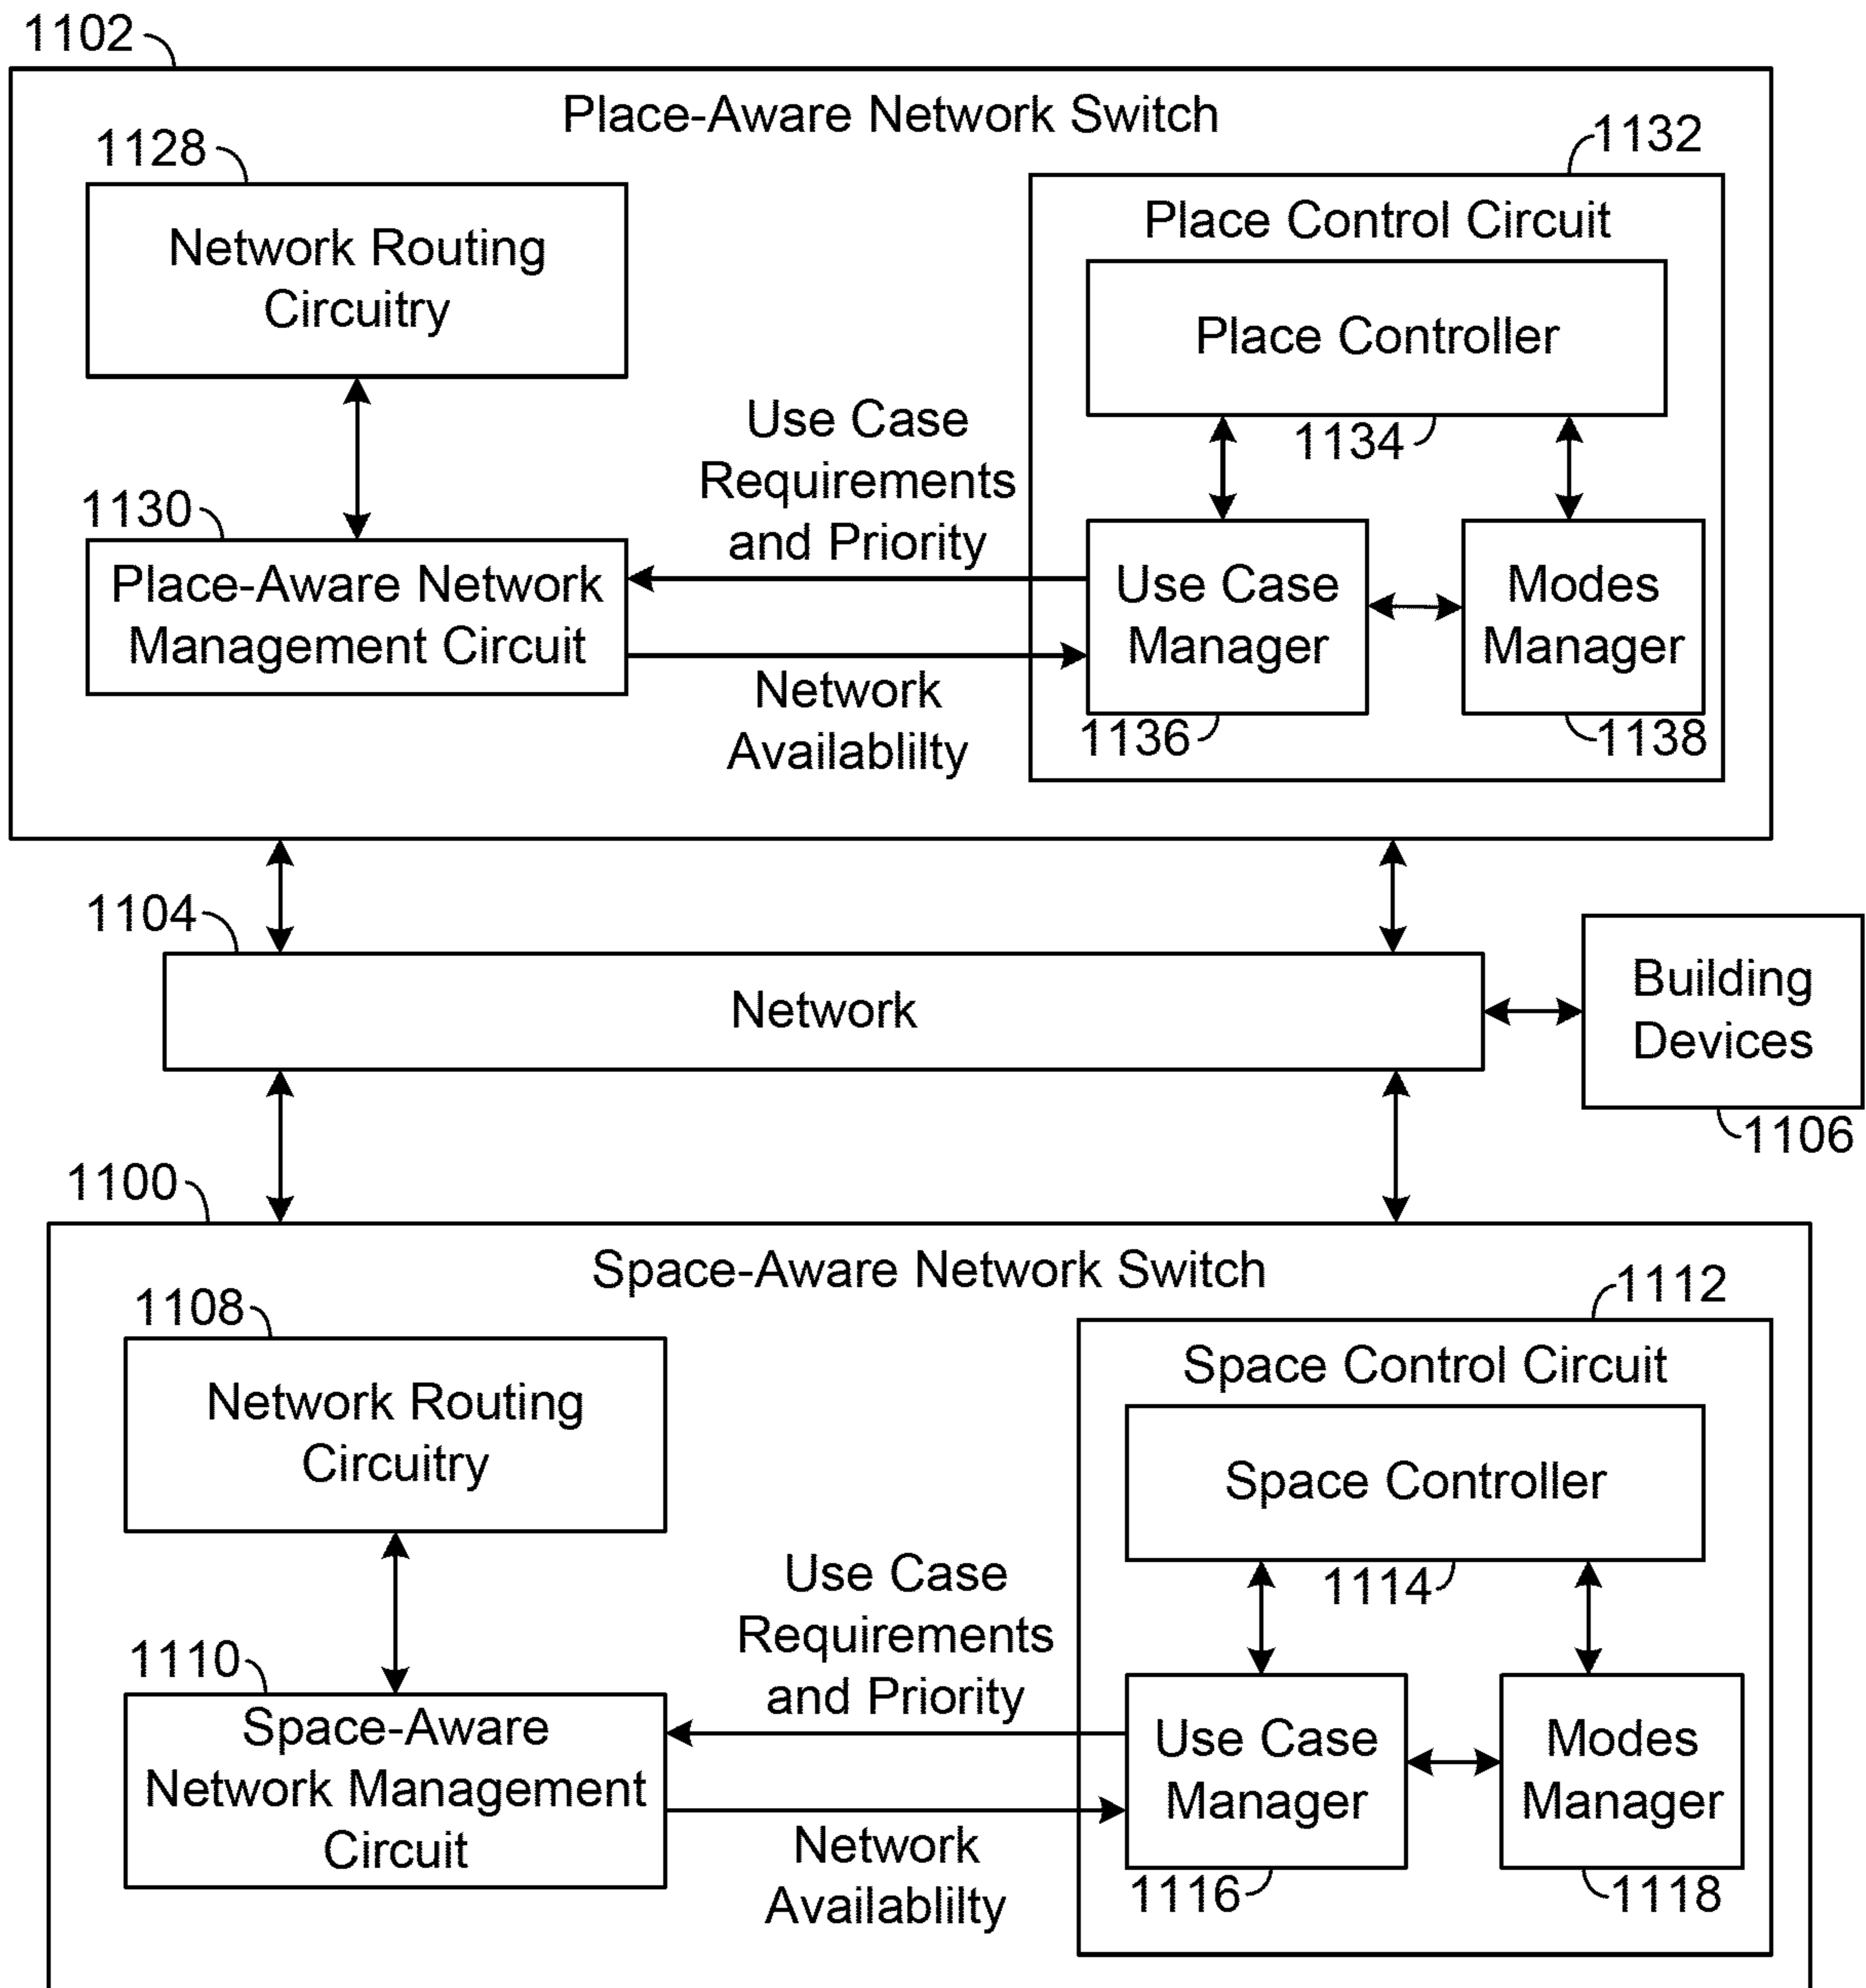 1102
Place-Aware Network Switch
1128
1132
Network Routing
Circuitry
Place Control Circuit
Place Controller
1134
Use Case
Requirements
and Priority
1130
Place-Aware Network
Management Circuit
Use Case
Manager
Modes
Manager
Network
Availablilty
1136
1138
1104
Network
Building
Devices
1106
1100
Space-Aware Network Switch
1108
1112
Network Routing
Circuitry
Space Control Circuit
Space Controller
1114
Use Case
Requirements
and Priority
1110
Space-Aware
Network Management
Circuit
Use Case
Manager
Modes
Manager
Network
Availablilty
1116
1118